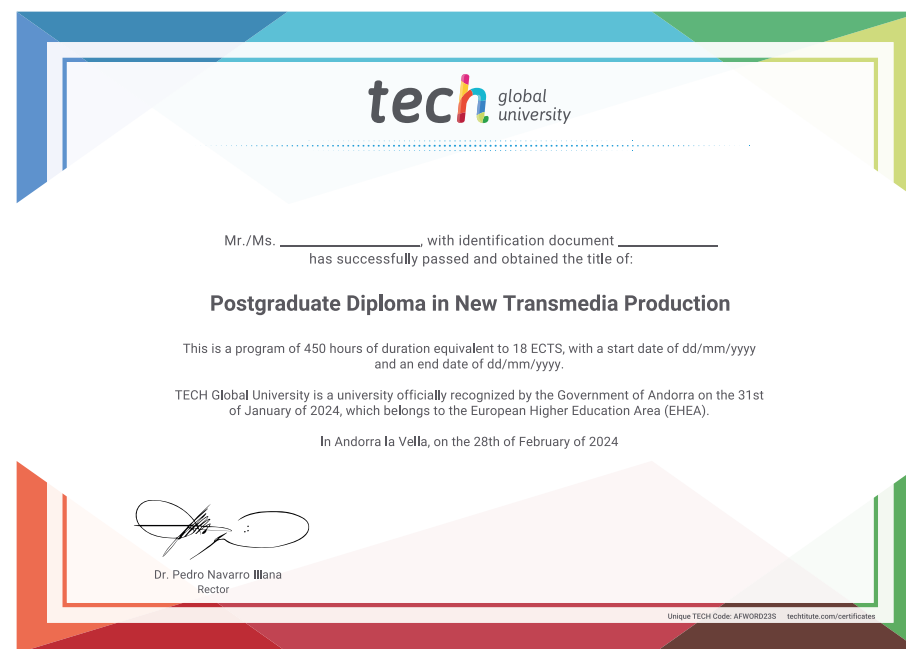 tech global
university
Mr./Ms. ____________, with identification document ____________
has successfully passed and obtained the title of:
Postgraduate Diploma in New Transmedia Production
This is a program of 450 hours of duration equivalent to 18 ECTS, with a start date of dd/mm/yyyy
and an end date of dd/mm/yyyy.
TECH Global University is a university officially recognized by the Government of Andorra on the 31st
of January of 2024, which belongs to the European Higher Education Area (EHEA).
In Andorra la Vella, on the 28th of February of 2024
Dr. Pedro Navarro Illana
Rector
Unique TECH Code: AFWORD23S techtitute.com/certificates